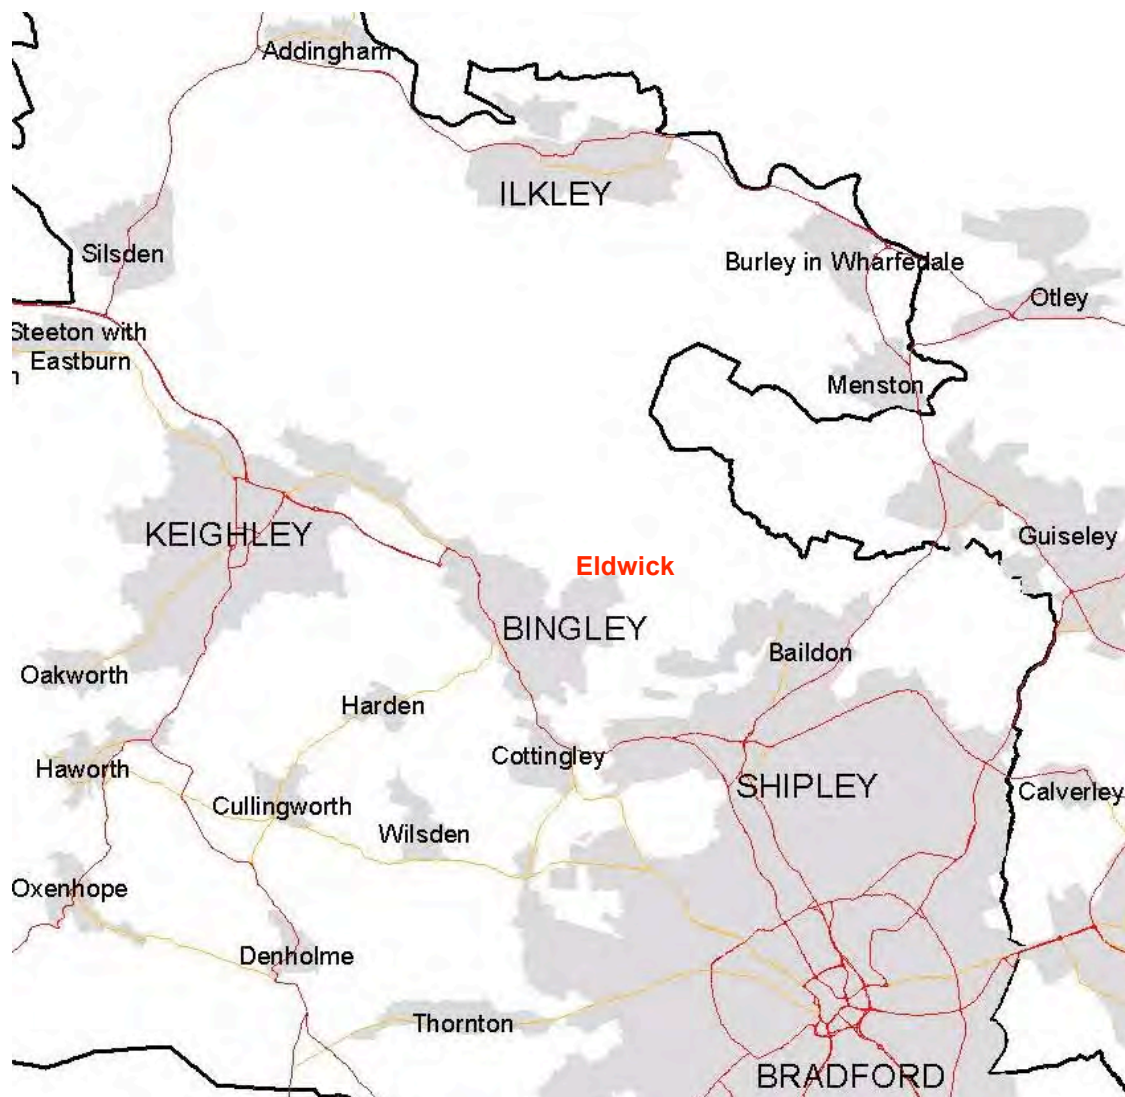 Addingham
ILKLEY
Silsden
Burley in Wharfedale
Otley
Steeton with
Eastburn
Menston
KEIGHLEY
Guiseley
Eldwick
BINGLEY
Baildon
Oakworth
Harden
Cottingley
Haworth
SHIPLEY
Calverley
Cullingworth
Wilsden
Oxenhope
Denholme
Thornton
BRADFORD